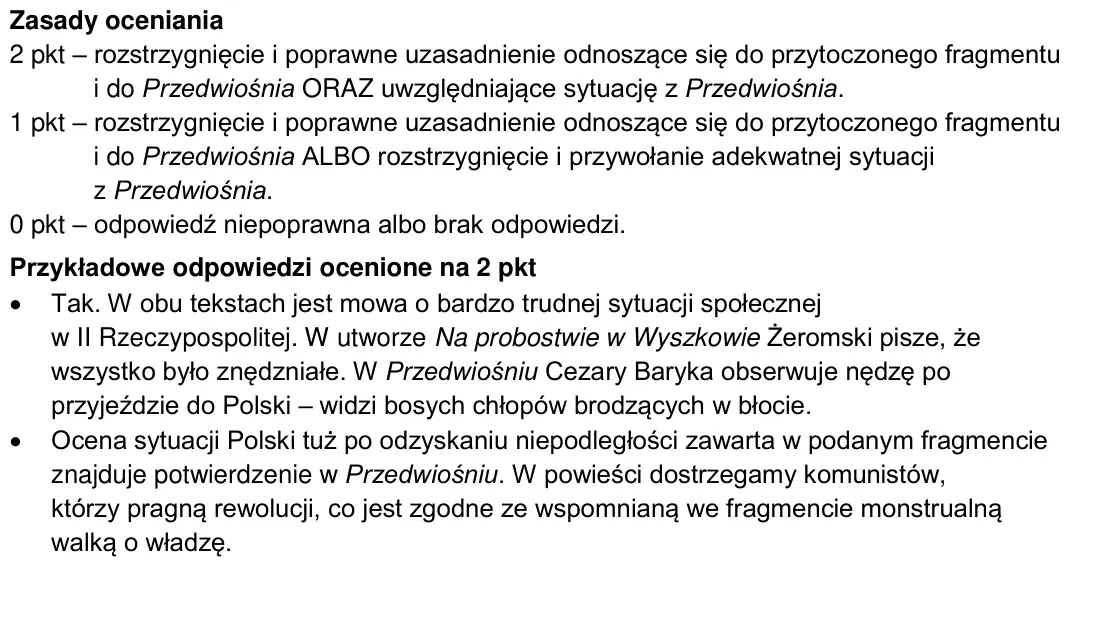 Zasady oceniania
2 pkt – rozstrzygnięcie i poprawne uzasadnienie odnoszące się do przytoczonego fragmentu
i do Przedwiośnia ORAZ uwzględniające sytuację z Przedwiośnia.
1 pkt – rozstrzygnięcie i poprawne uzasadnienie odnoszące się do przytoczonego fragmentu
i do Przedwiośnia ALBO rozstrzygnięcie i przywołanie adekwatnej sytuacji
z Przedwiośnia.
0 pkt – odpowiedź niepoprawna albo brak odpowiedzi.
Przykładowe odpowiedzi ocenione na 2 pkt
• Tak. W obu tekstach jest mowa o bardzo trudnej sytuacji społecznej
w II Rzeczypospolitej. W utworze Na probostwie w Wyszkowie Żeromski pisze, że
wszystko było znędzniałe. W Przedwiośniu Cezary Baryka obserwuje nędzę po
przyjeździe do Polski – widzi bosych chłopów brodzących w błocie.
• Ocena sytuacji Polski tuż po odzyskaniu niepodległości zawarta w podanym fragmencie
znajduje potwierdzenie w Przedwiośniu. W powieści dostrzegamy komunistów,
którzy pragną rewolucji, co jest zgodne ze wspomnianą we fragmencie monstrualną
walką o władzę.